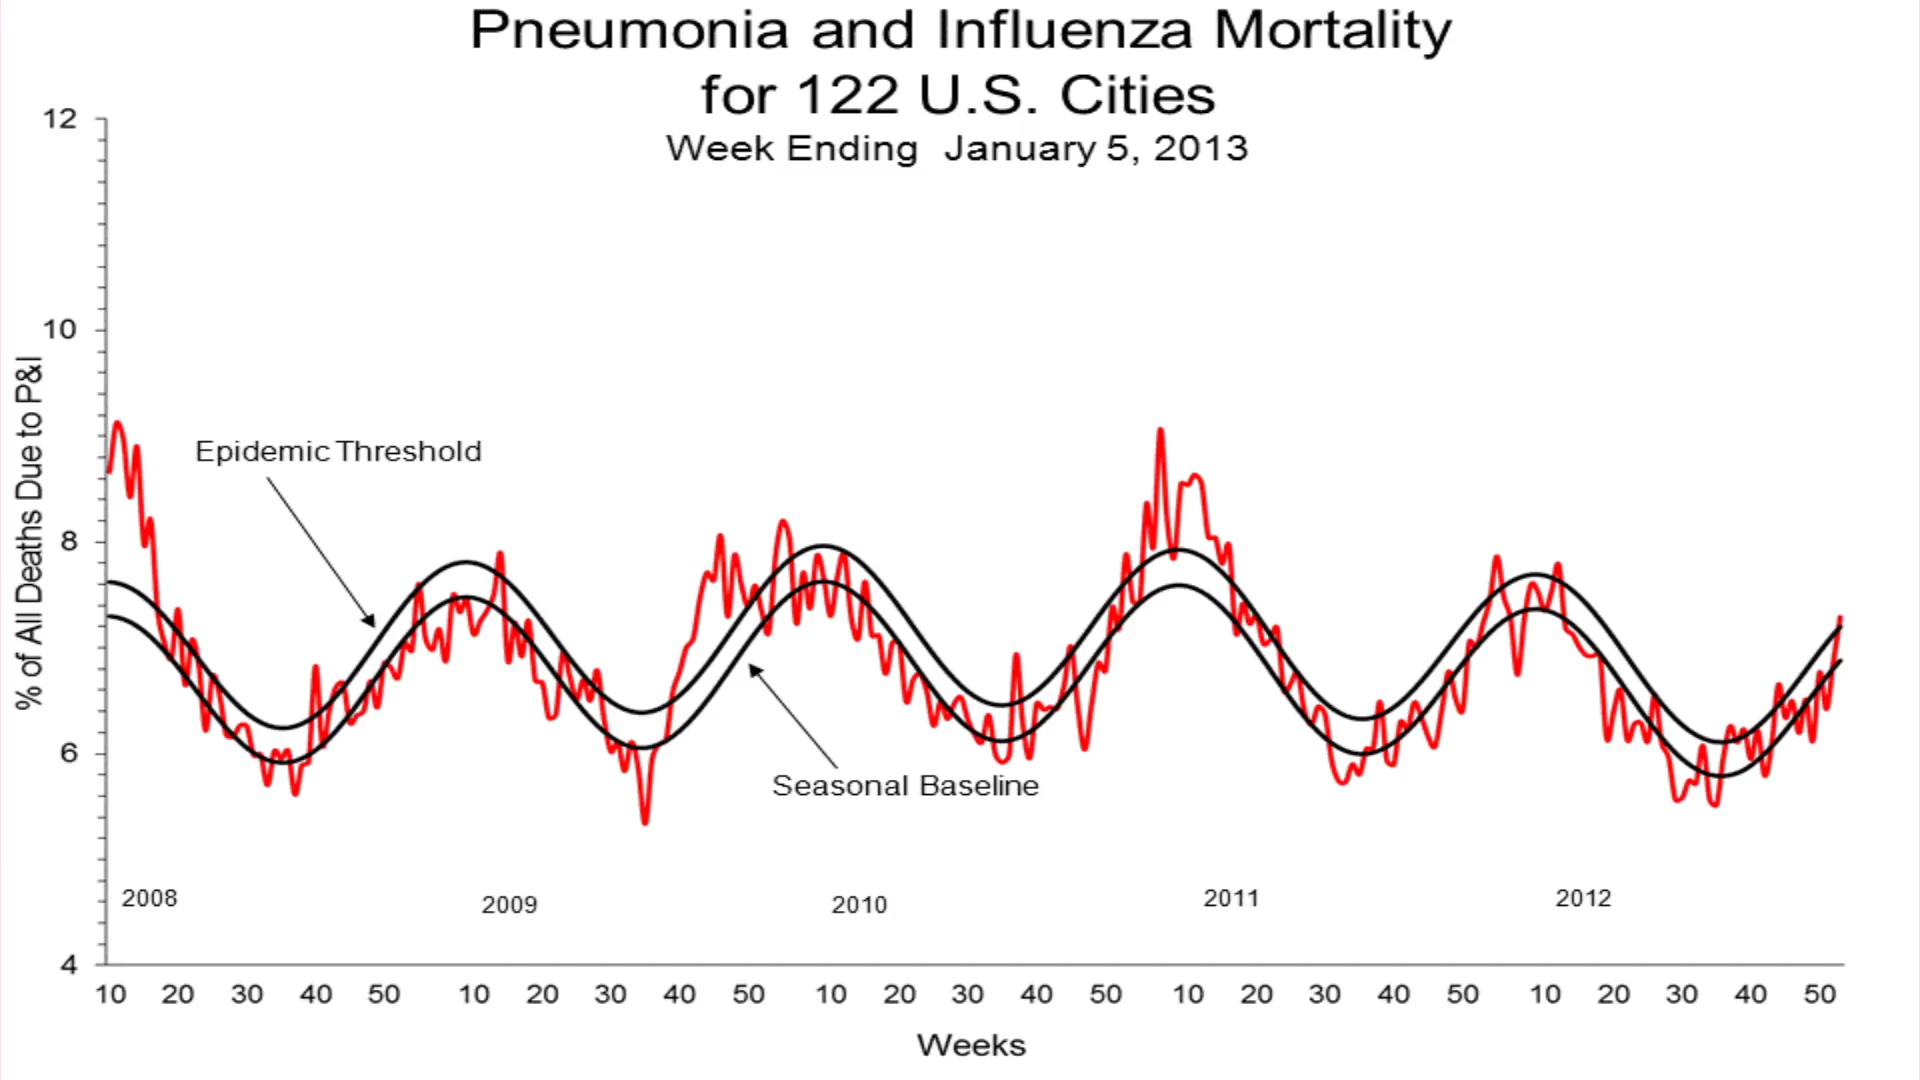 Pneumonia and Influenza Mortality
for 122 U.S. Cities
Week Ending January 5, 2013
% of All Deaths Due to P&I
12
10
8
6
4
Epidemic Threshold
Seasonal Baseline
2008
2009
2010
2011
2012
10 20 30 40 50 10 20 30 40 50 10 20 30 40 50 10 20 30 40 50 10 20 30 40 50
Weeks